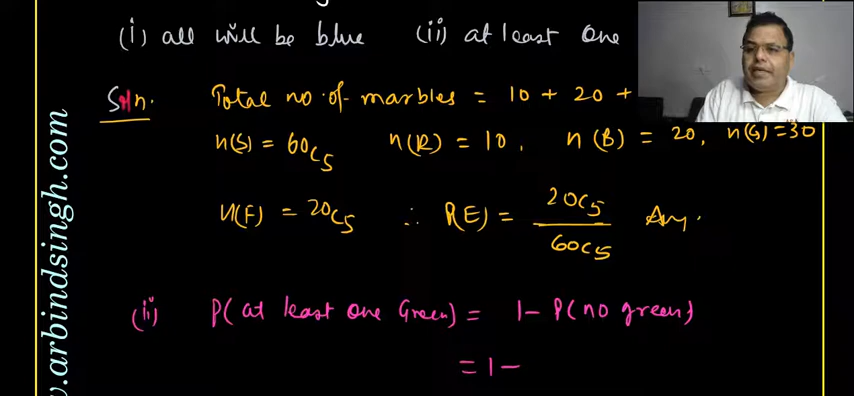 (i) all will be blue (ii) at least one
Soln. Total no. of marbles = 10 + 20 +
n(S) = 60C5 n(R) = 10, n(B) = 20, n(G) = 30
n(E) = 20C5 ∴ P(E) = 20C5 / 60C5 Ans.
(ii) P(at least one Green) = 1 - P(no green)
= 1 -
www.arbindsingh.com